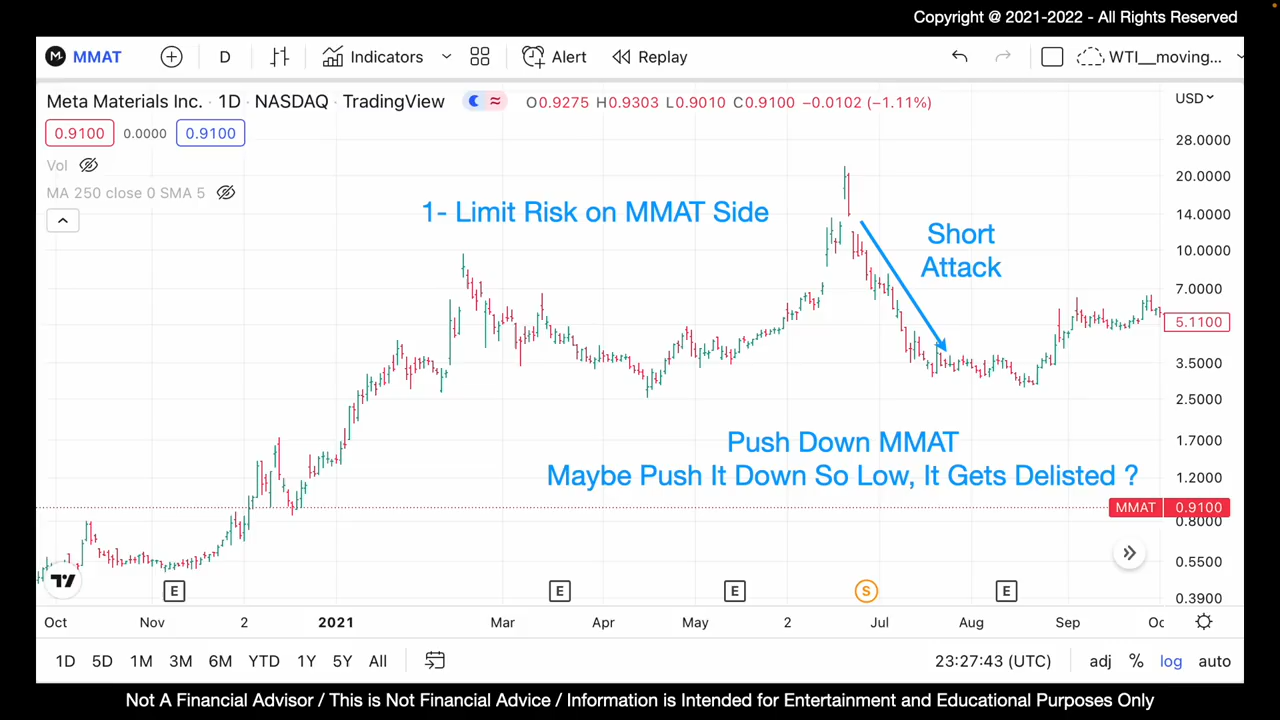 Copyright @ 2021-2022 - All Rights Reserved
MMAT D Indicators Alert Replay WTI__moving...
Meta Materials Inc. · 1D · NASDAQ · TradingView O0.9275 H0.9303 L0.9010 C0.9100 −0.0102 (−1.11%) USD
0.9100 0.0000 0.9100
Vol
MA 250 close 0 SMA 5
28.0000
20.0000
14.0000
10.0000
7.0000
5.1100
3.5000
2.5000
1.7000
1.2000
MMAT 0.9100
0.8000
0.5500
0.3900
1- Limit Risk on MMAT Side
Short
Attack
Push Down MMAT
Maybe Push It Down So Low, It Gets Delisted ?
E E E S E
Oct Nov 2 2021 Mar Apr May 2 Jul Aug Sep Oc
1D 5D 1M 3M 6M YTD 1Y 5Y All 23:27:43 (UTC) adj % log auto
Not A Financial Advisor / This is Not Financial Advice / Information is Intended for Entertainment and Educational Purposes Only